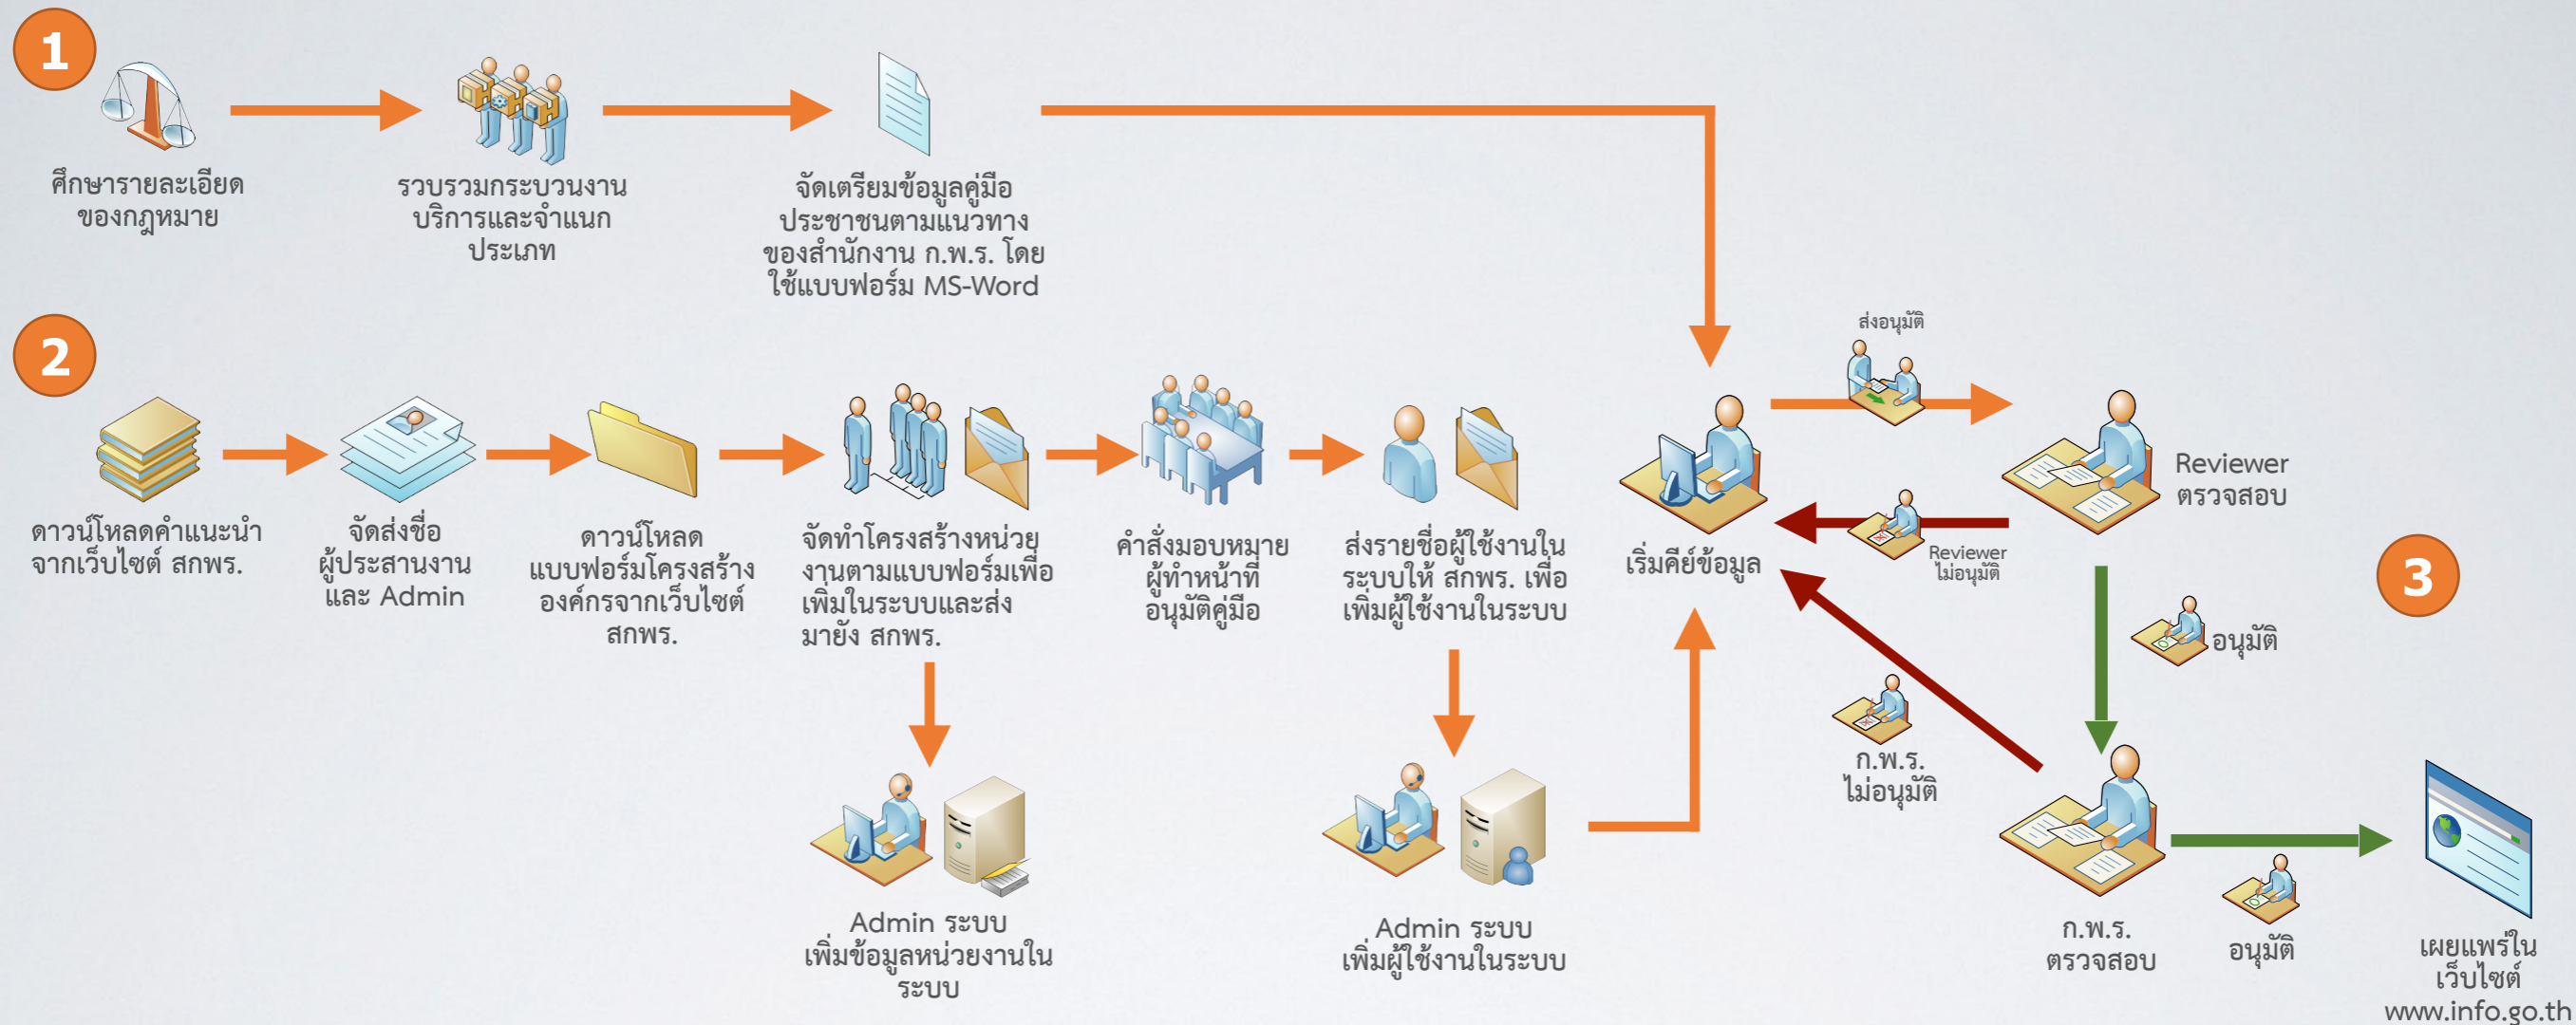 1
ศึกษารายละเอียด
ของกฎหมาย
รวบรวมกระบวนงาน
บริการและจำแนก
ประเภท
จัดเตรียมข้อมูลคู่มือ
ประชาชนตามแนวทาง
ของสำนักงาน ก.พ.ร. โดย
ใช้แบบฟอร์ม MS-Word
2
ดาวน์โหลดคำแนะนำ
จากเว็บไซต์ สกพร.
จัดส่งชื่อ
ผู้ประสานงาน
และ Admin
ดาวน์โหลด
แบบฟอร์มโครงสร้าง
องค์กรจากเว็บไซต์
สกพร.
จัดทำโครงสร้างหน่วย
งานตามแบบฟอร์มเพื่อ
เพิ่มในระบบและส่ง
มายัง สกพร.
คำสั่งมอบหมาย
ผู้ทำหน้าที่
อนุมัติคู่มือ
ส่งรายชื่อผู้ใช้งานใน
ระบบให้ สกพร. เพื่อ
เพิ่มผู้ใช้งานในระบบ
Admin ระบบ
เพิ่มข้อมูลหน่วยงานใน
ระบบ
Admin ระบบ
เพิ่มผู้ใช้งานในระบบ
เริ่มคีย์ข้อมูล
ส่งอนุมัติ
Reviewer
ตรวจสอบ
Reviewer
ไม่อนุมัติ
3
อนุมัติ
ก.พ.ร.
ไม่อนุมัติ
ก.พ.ร.
ตรวจสอบ
อนุมัติ
เผยแพร่ใน
เว็บไซต์
www.info.go.th